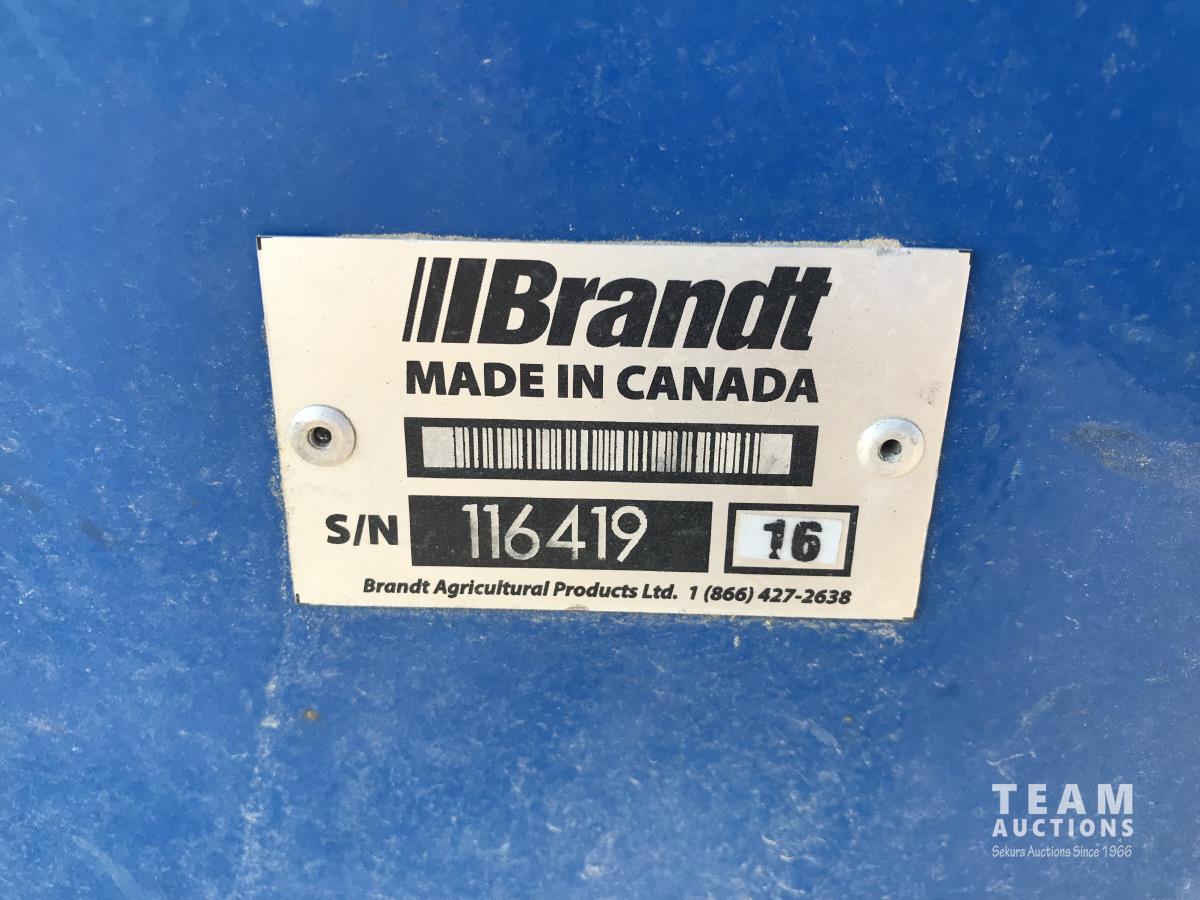 Brandt
MADE IN CANADA
S/N 116419 16
Brandt Agricultural Products Ltd. 1 (866) 427-2638
TEAM
AUCTIONS
Sekura Auctions Since 1966